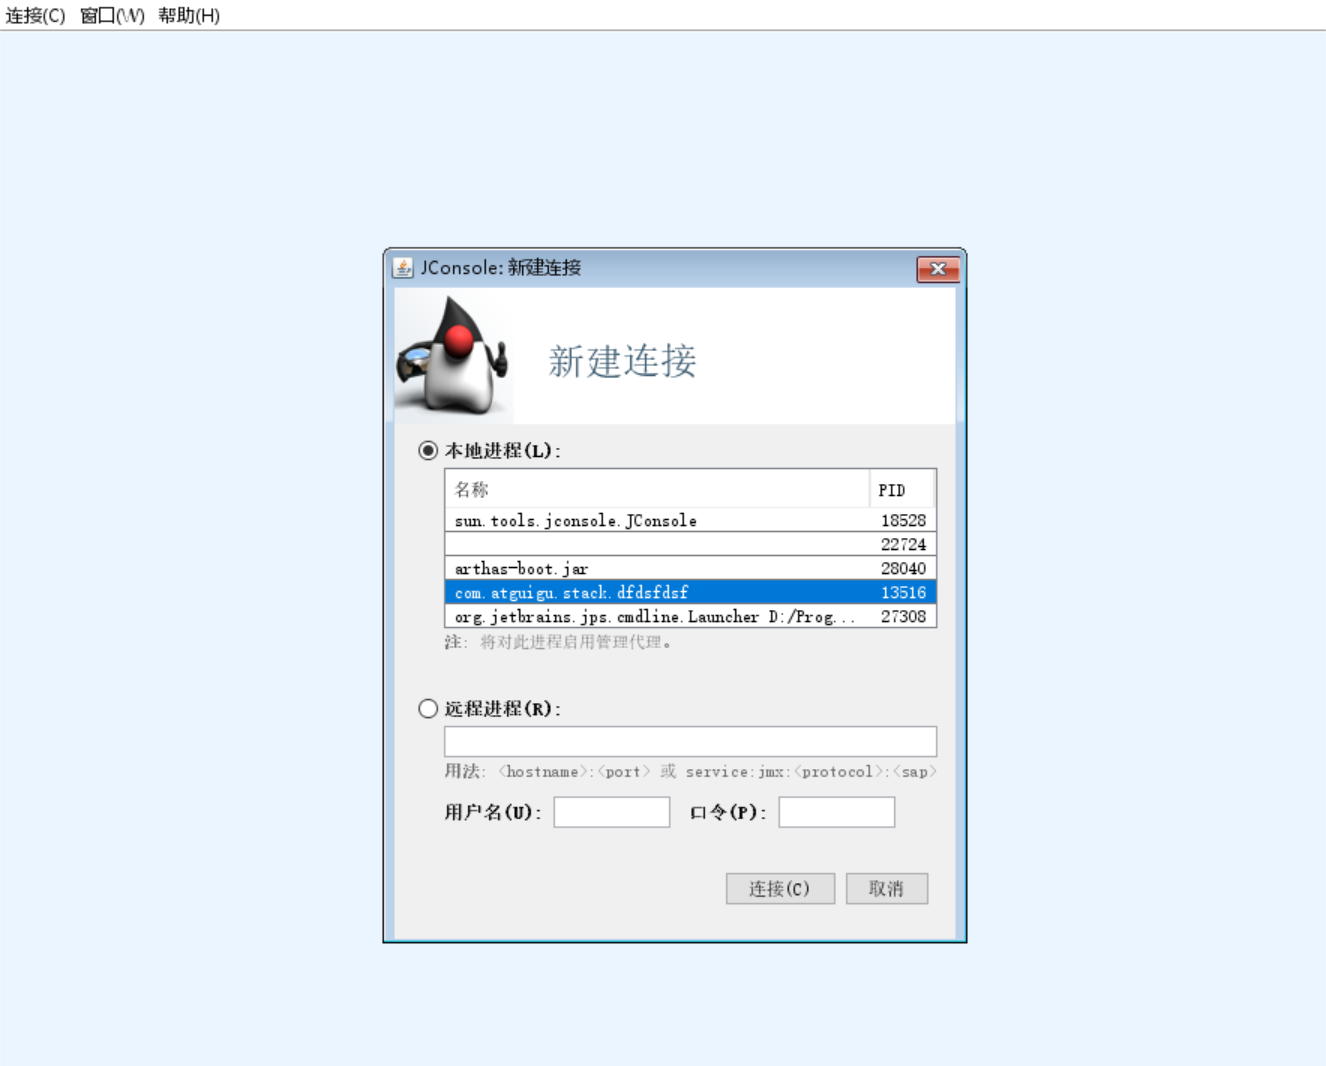 连接(C) 窗口(W) 帮助(H)
JConsole: 新建连接
新建连接
本地进程(L):
名称 PID
sun.tools.jconsole.JConsole 18528
22724
arthas-boot.jar 28040
com.atguigu.stack.dfdsfdsf 13516
org.jetbrains.jps.cmdline.Launcher D:/Prog... 27308
注: 将对此进程启用管理代理。
远程进程(R):
用法: <hostname>:<port> 或 service:jmx:<protocol>:<sap>
用户名(U): 口令(P):
连接(C) 取消